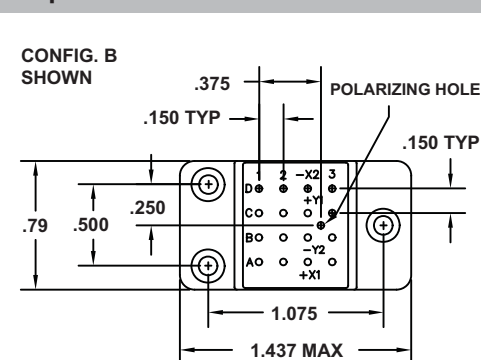 CONFIG. B
SHOWN
.375
POLARIZING HOLE
.150 TYP
.150 TYP
1 2 -X2 3
D
+Y1
C
.250
.79
.500
B
-Y2
A
+X1
1.075
1.437 MAX